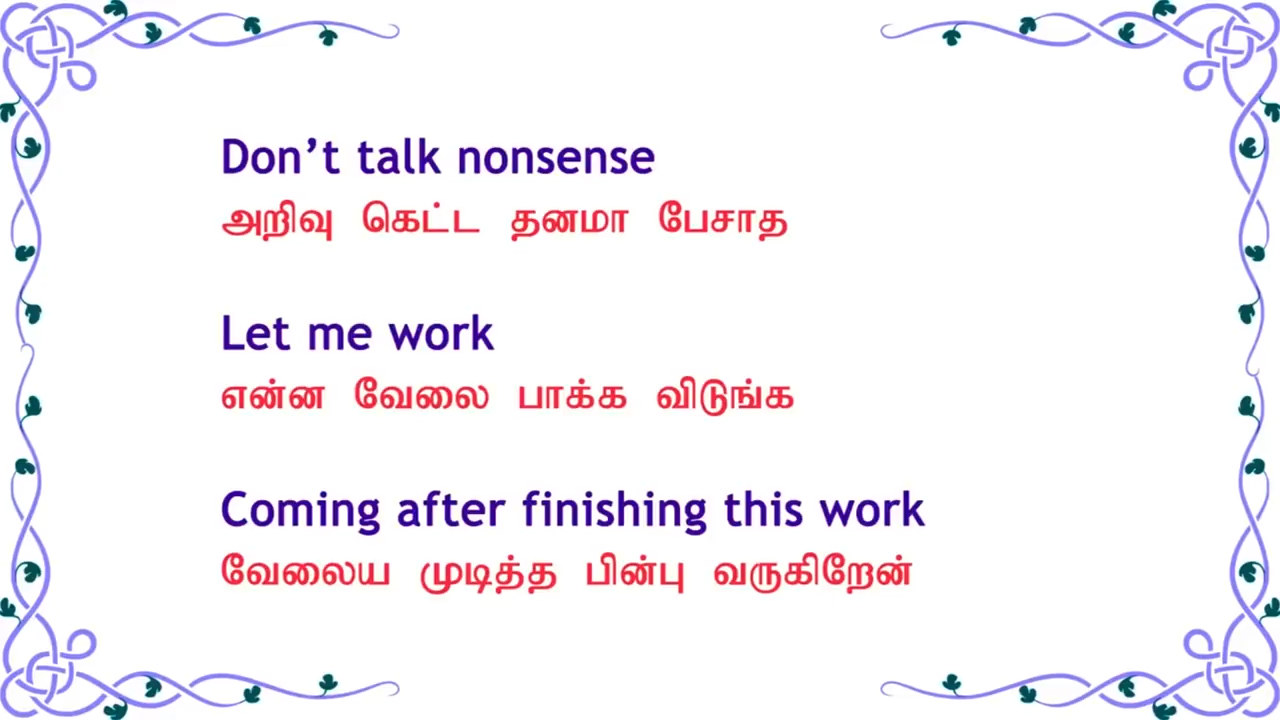 Don’t talk nonsense
அறிவு கெட்ட தனமா பேசாத
Let me work
என்ன வேலை பாக்க விடுங்க
Coming after finishing this work
வேலைய முடித்த பின்பு வருகிறேன்